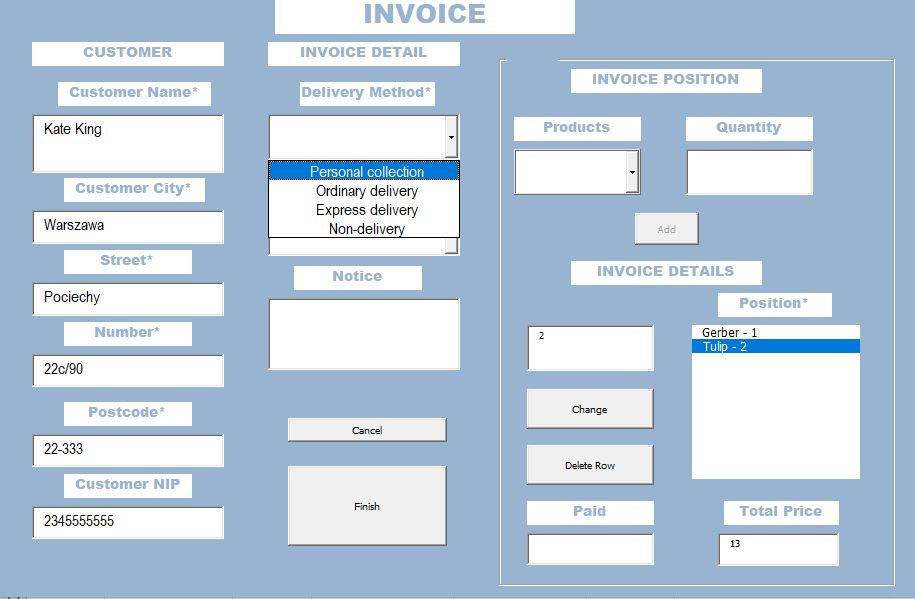 INVOICE
CUSTOMER
Customer Name*
Kate King
Customer City*
Warszawa
Street*
Pociechy
Number*
22c/90
Postcode*
22-333
Customer NIP
2345555555
INVOICE DETAIL
Delivery Method*
Personal collection
Ordinary delivery
Express delivery
Non-delivery
Notice
Cancel
Finish
INVOICE POSITION
Products
Quantity
Add
INVOICE DETAILS
Position*
2
Gerber - 1
Tulip - 2
Change
Delete Row
Paid
Total Price
13